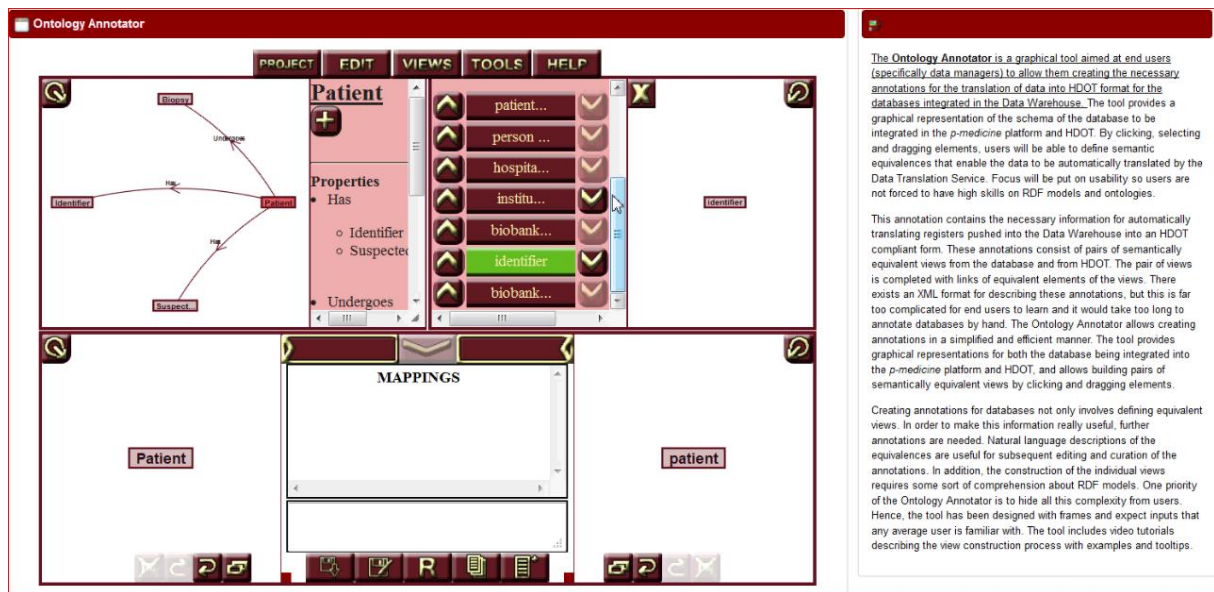 Ontology Annotator
PROJECT EDIT VIEWS TOOLS HELP
Biopsy
Undergoes
Has
Identifier
Patient
Has
Suspect...
Patient
Properties
• Has
○ Identifier
○ Suspected
• Undergoes
patient...
person ...
hospita...
institu...
biobank...
identifier
biobank...
X
identifier
Patient
MAPPINGS
R
patient
The Ontology Annotator is a graphical tool aimed at end users
(specifically data managers) to allow them creating the necessary
annotations for the translation of data into HDOT format for the
databases integrated in the Data Warehouse. The tool provides a
graphical representation of the schema of the database to be
integrated in the p-medicine platform and HDOT. By clicking, selecting
and dragging elements, users will be able to define semantic
equivalences that enable the data to be automatically translated by the
Data Translation Service. Focus will be put on usability so users are
not forced to have high skills on RDF models and ontologies.
This annotation contains the necessary information for automatically
translating registers pushed into the Data Warehouse into an HDOT
compliant form. These annotations consist of pairs of semantically
equivalent views from the database and from HDOT. The pair of views
is completed with links of equivalent elements of the views. There
exists an XML format for describing these annotations, but this is far
too complicated for end users to learn and it would take too long to
annotate databases by hand. The Ontology Annotator allows creating
annotations in a simplified and efficient manner. The tool provides
graphical representations for both the database being integrated into
the p-medicine platform and HDOT, and allows building pairs of
semantically equivalent views by clicking and dragging elements.
Creating annotations for databases not only involves defining equivalent
views. In order to make this information really useful, further
annotations are needed. Natural language descriptions of the
equivalences are useful for subsequent editing and curation of the
annotations. In addition, the construction of the individual views
requires some sort of comprehension about RDF models. One priority
of the Ontology Annotator is to hide all this complexity from users.
Hence, the tool has been designed with frames and expect inputs that
any average user is familiar with. The tool includes video tutorials
describing the view construction process with examples and tooltips.